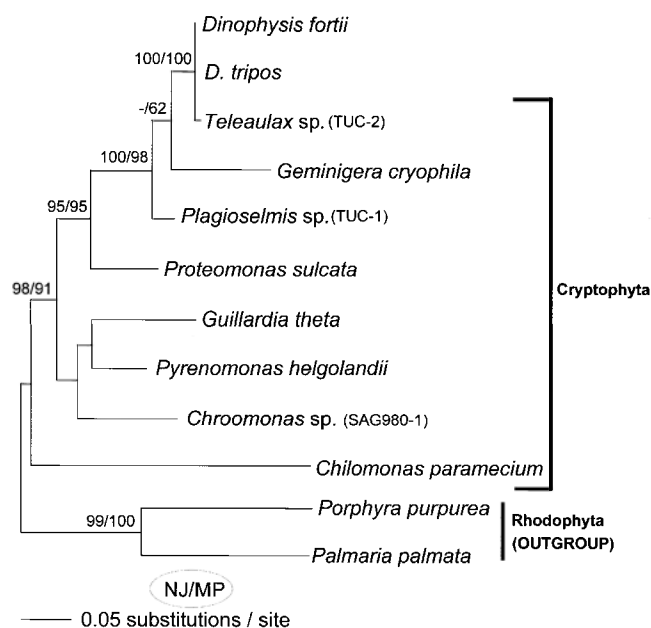 Dinophysis fortii
100/100
D. tripos
-/62
Teleaulax sp. (TUC-2)
100/98
Geminigera cryophila
95/95
Plagioselmis sp. (TUC-1)
Proteomonas sulcata
98/91
Cryptophyta
Guillardia theta
Pyrenomonas helgolandii
Chroomonas sp. (SAG980-1)
Chilomonas paramecium
Porphyra purpurea
99/100
Rhodophyta
(OUTGROUP)
Palmaria palmata
NJ/MP
0.05 substitutions / site